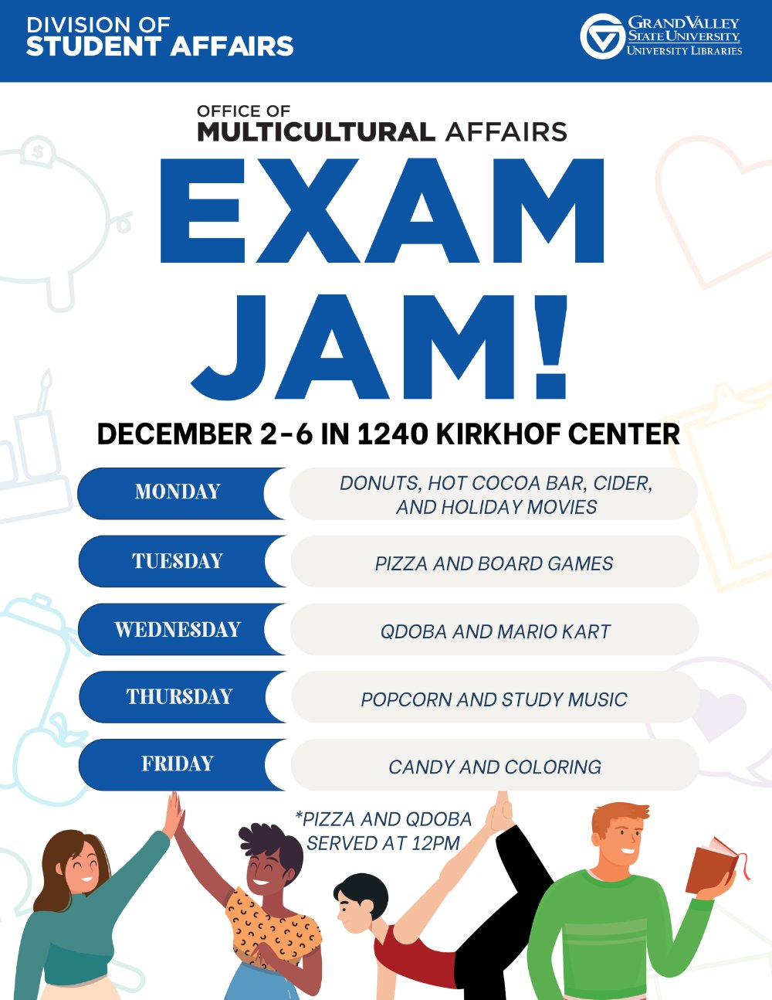 DIVISION OF
STUDENT AFFAIRS
GRAND VALLEY
STATE UNIVERSITY
UNIVERSITY LIBRARIES
OFFICE OF
MULTICULTURAL AFFAIRS
EXAM
JAM!
DECEMBER 2-6 IN 1240 KIRKHOF CENTER
MONDAY
DONUTS, HOT COCOA BAR, CIDER,
AND HOLIDAY MOVIES
TUESDAY
PIZZA AND BOARD GAMES
WEDNESDAY
QDOBA AND MARIO KART
THURSDAY
POPCORN AND STUDY MUSIC
FRIDAY
CANDY AND COLORING
*PIZZA AND QDOBA
SERVED AT 12PM